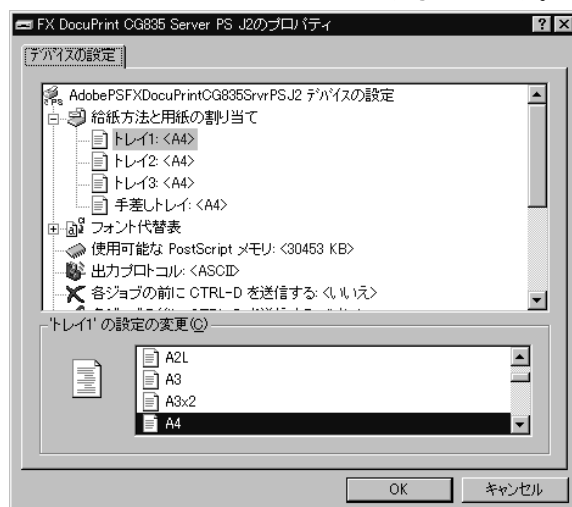 FX DocuPrint CG835 Server PS J2のプロパティ
デバイスの設定
AdobePSFXDocuPrintCG835SrvrPSJ2 デバイスの設定
給紙方法と用紙の割り当て
トレイ1: <A4>
トレイ2: <A4>
トレイ3: <A4>
手差しトレイ: <A4>
フォント代替表
使用可能な PostScript メモリ: <30453 KB>
出力プロトコル: <ASCII>
各ジョブの前に CTRL-D を送信する: <いいえ>
'トレイ1' の設定の変更(C)
A2L
A3
A3x2
A4
OK
キャンセル